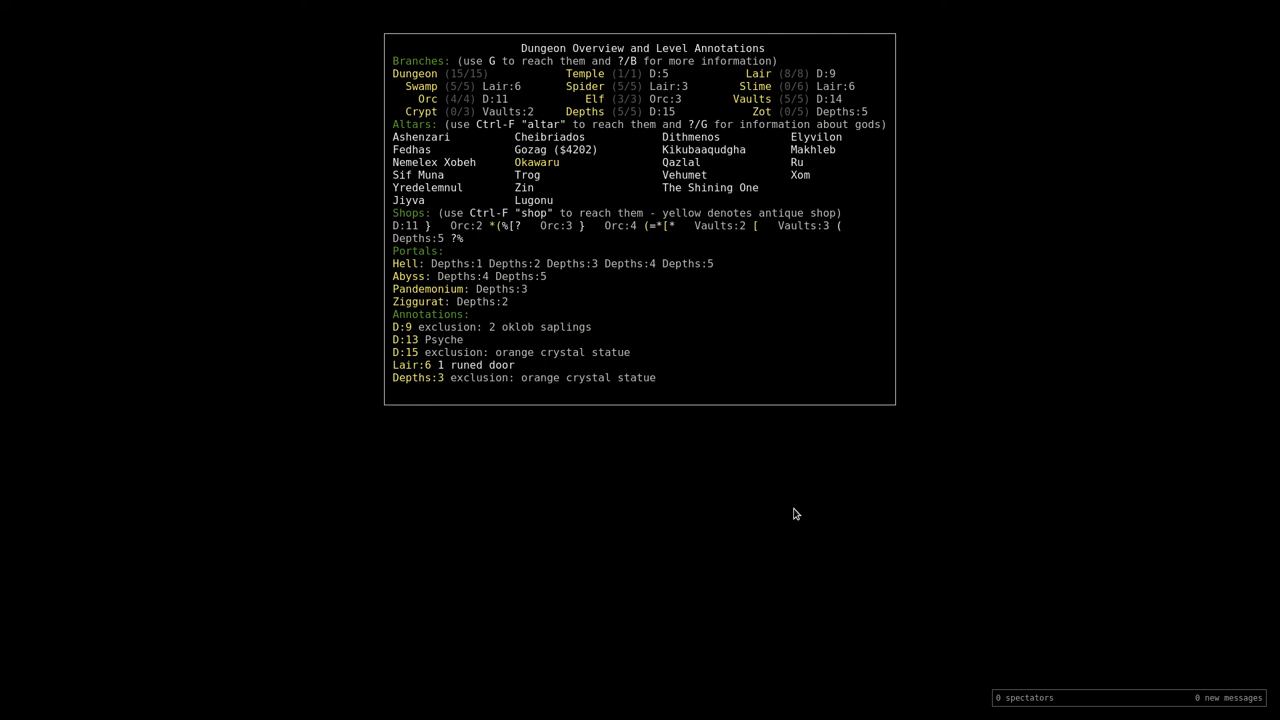 Dungeon Overview and Level Annotations
Branches: (use G to reach them and ?/B for more information)
Dungeon (15/15) Temple (1/1) D:5 Lair (8/8) D:9
Swamp (5/5) Lair:6 Spider (5/5) Lair:3 Slime (0/6) Lair:6
Orc (4/4) D:11 Elf (3/3) Orc:3 Vaults (5/5) D:14
Crypt (0/3) Vaults:2 Depths (5/5) D:15 Zot (0/5) Depths:5
Altars: (use Ctrl-F "altar" to reach them and ?/G for information about gods)
Ashenzari Cheibriados Dithmenos Elyvilon
Fedhas Gozag ($4202) Kikubaaqudgha Makhleb
Nemelex Xobeh Okawaru Qazlal Ru
Sif Muna Trog Vehumet Xom
Yredelemnul Zin The Shining One
Jiyva Lugonu
Shops: (use Ctrl-F "shop" to reach them - yellow denotes antique shop)
D:11 } Orc:2 *(%[? Orc:3 } Orc:4 (=*[* Vaults:2 [ Vaults:3 (
Depths:5 ?%
Portals:
Hell: Depths:1 Depths:2 Depths:3 Depths:4 Depths:5
Abyss: Depths:4 Depths:5
Pandemonium: Depths:3
Ziggurat: Depths:2
Annotations:
D:9 exclusion: 2 oklob saplings
D:13 Psyche
D:15 exclusion: orange crystal statue
Lair:6 1 runed door
Depths:3 exclusion: orange crystal statue
0 spectators 0 new messages